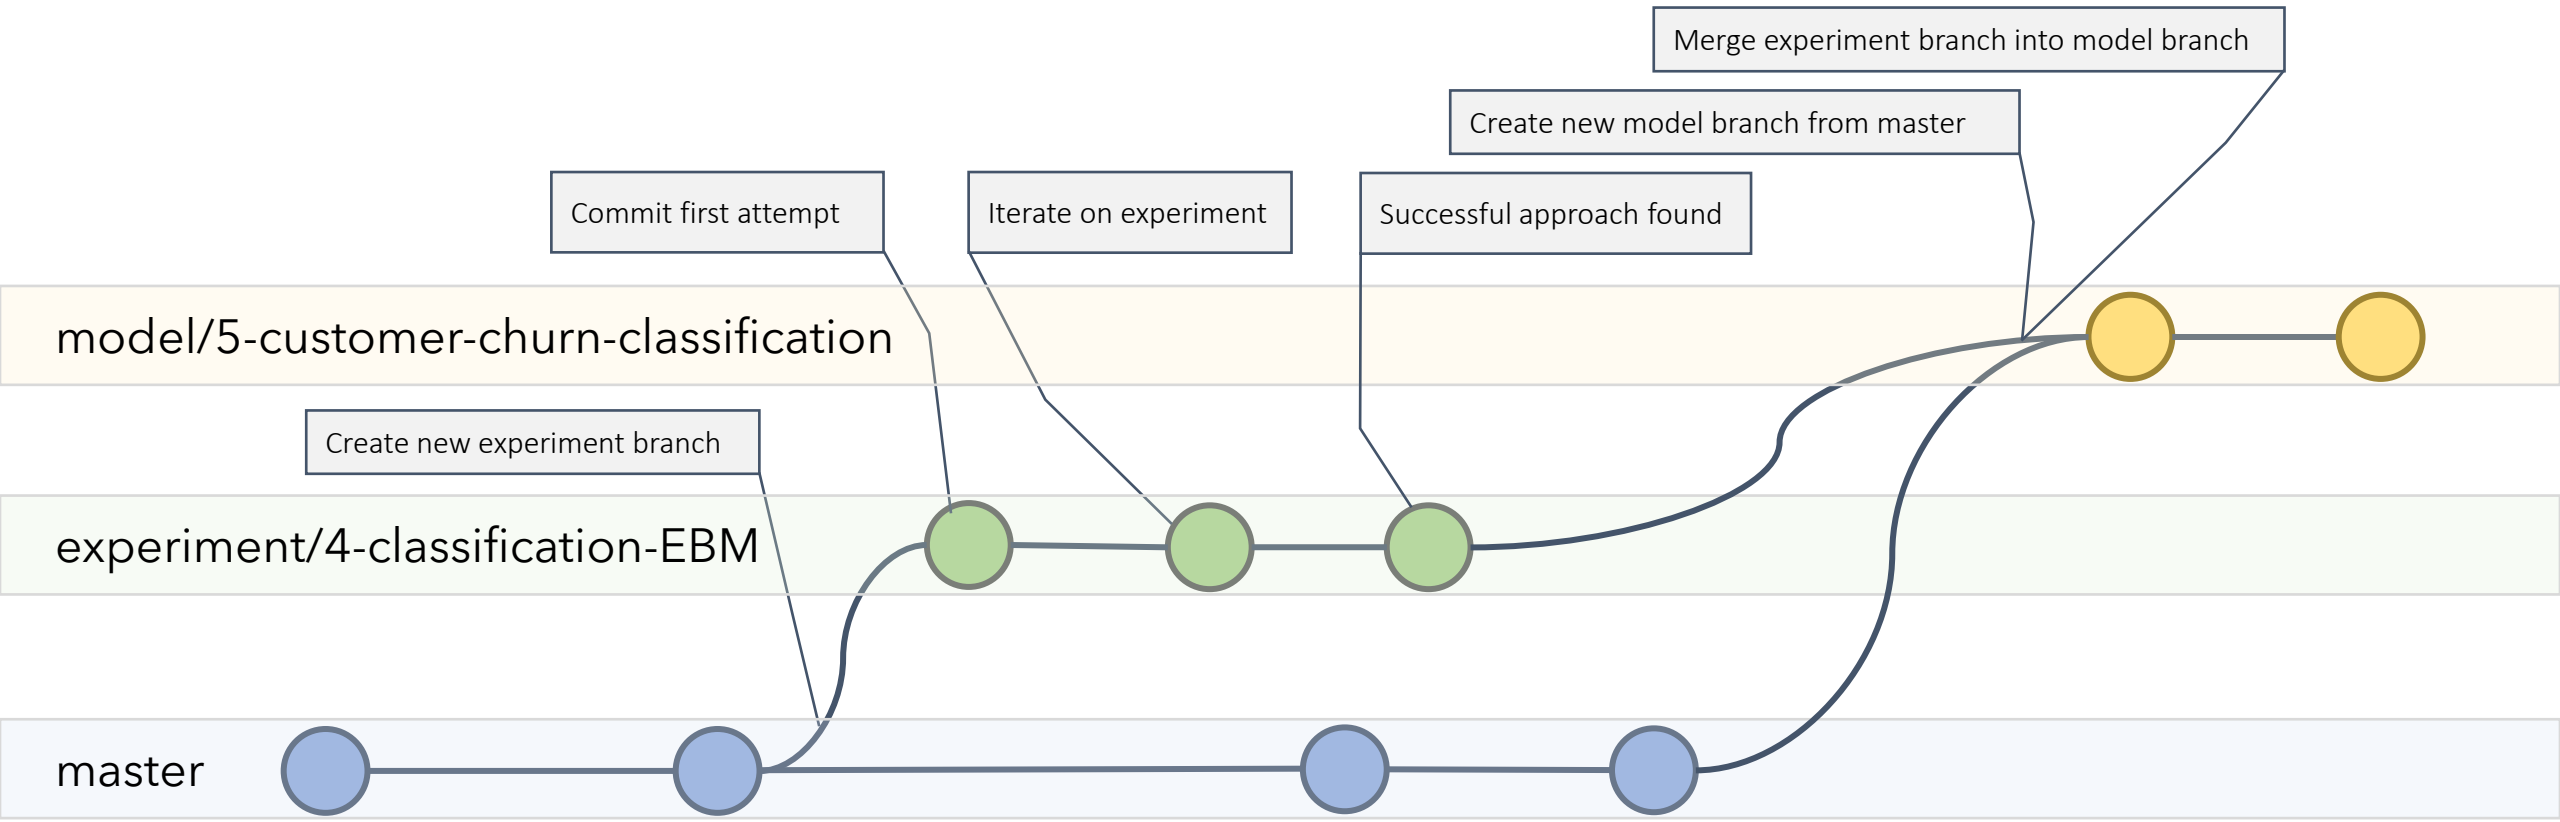 Merge experiment branch into model branch
Create new model branch from master
Commit first attempt
Iterate on experiment
Successful approach found
model/5-customer-churn-classification
Create new experiment branch
experiment/4-classification-EBM
master